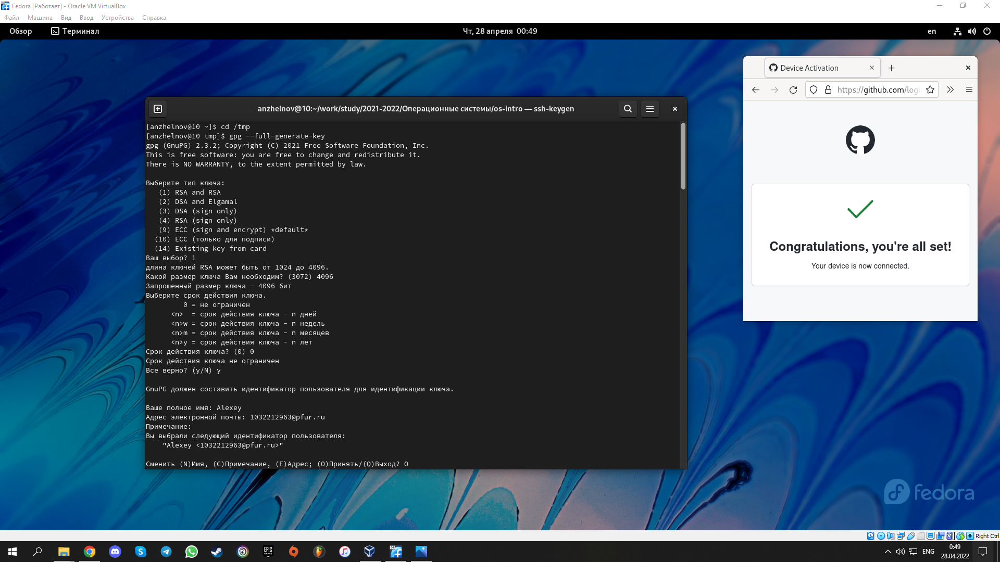 Fedora [Работает] - Oracle VM VirtualBox
Файл Машина Вид Ввод Устройства Справка
Обзор Терминал Чт, 28 апреля 00:49 en
Device Activation
https://github.com/logi
anzhelnov@10:~/work/study/2021-2022/Операционные системы/os-intro — ssh-keygen
[anzhelnov@10 ~]$ cd /tmp
[anzhelnov@10 tmp]$ gpg --full-generate-key
gpg (GnuPG) 2.3.2; Copyright (C) 2021 Free Software Foundation, Inc.
This is free software: you are free to change and redistribute it.
There is NO WARRANTY, to the extent permitted by law.
Выберите тип ключа:
(1) RSA and RSA
(2) DSA and Elgamal
(3) DSA (sign only)
(4) RSA (sign only)
(9) ECC (sign and encrypt) *default*
(10) ECC (только для подписи)
(14) Existing key from card
Ваш выбор? 1
длина ключей RSA может быть от 1024 до 4096.
Какой размер ключа Вам необходим? (3072) 4096
Запрошенный размер ключа - 4096 бит
Выберите срок действия ключа.
0 = не ограничен
<n>  = срок действия ключа - n дней
<n>w = срок действия ключа - n недель
<n>m = срок действия ключа - n месяцев
<n>y = срок действия ключа - n лет
Срок действия ключа? (0) 0
Срок действия ключа не ограничен
Все верно? (y/N) y
GnuPG должен составить идентификатор пользователя для идентификации ключа.
Ваше полное имя: Alexey
Адрес электронной почты: 1032212963@pfur.ru
Примечание:
Вы выбрали следующий идентификатор пользователя:
"Alexey <1032212963@pfur.ru>"
Сменить (N)Имя, (C)Примечание, (E)Адрес; (O)Принять/(Q)Выход? O
Congratulations, you're all set!
Your device is now connected.
fedora
Right Ctrl
EPIC GAMES
ENG
0:49
28.04.2022